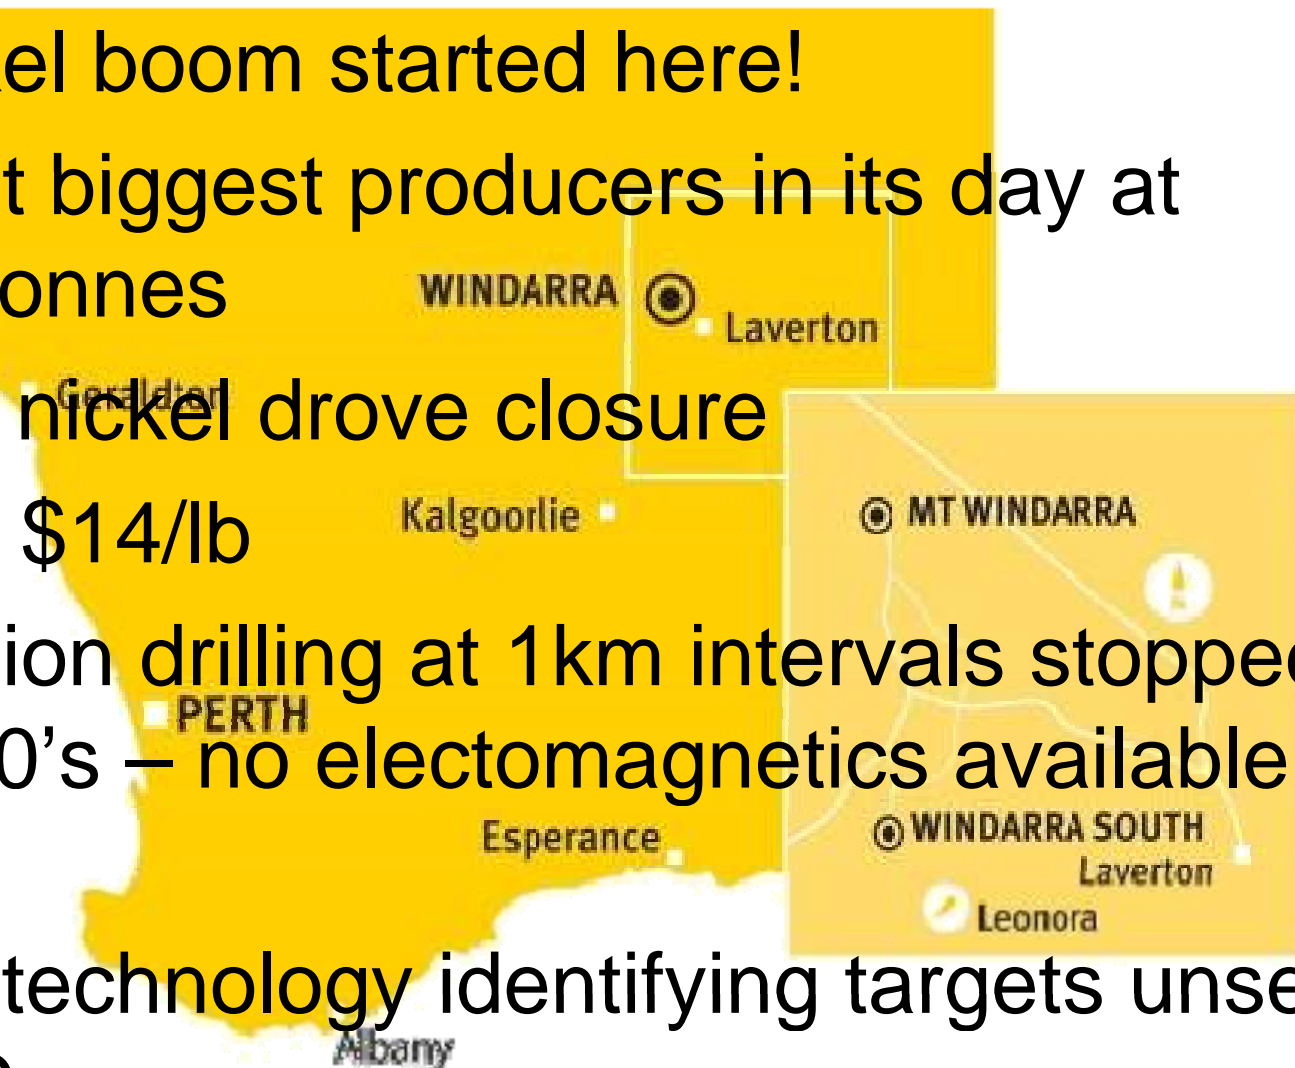 el boom started here!
t biggest producers in its day at
onnes
WINDARRA
Laverton
Geraldton
nickel drove closure
$14/lb
Kalgoorlie
MT WINDARRA
N
ion drilling at 1km intervals stopped
PERTH
0's – no electomagnetics available
Esperance
WINDARRA SOUTH
Laverton
Leonora
technology identifying targets unse
Albany